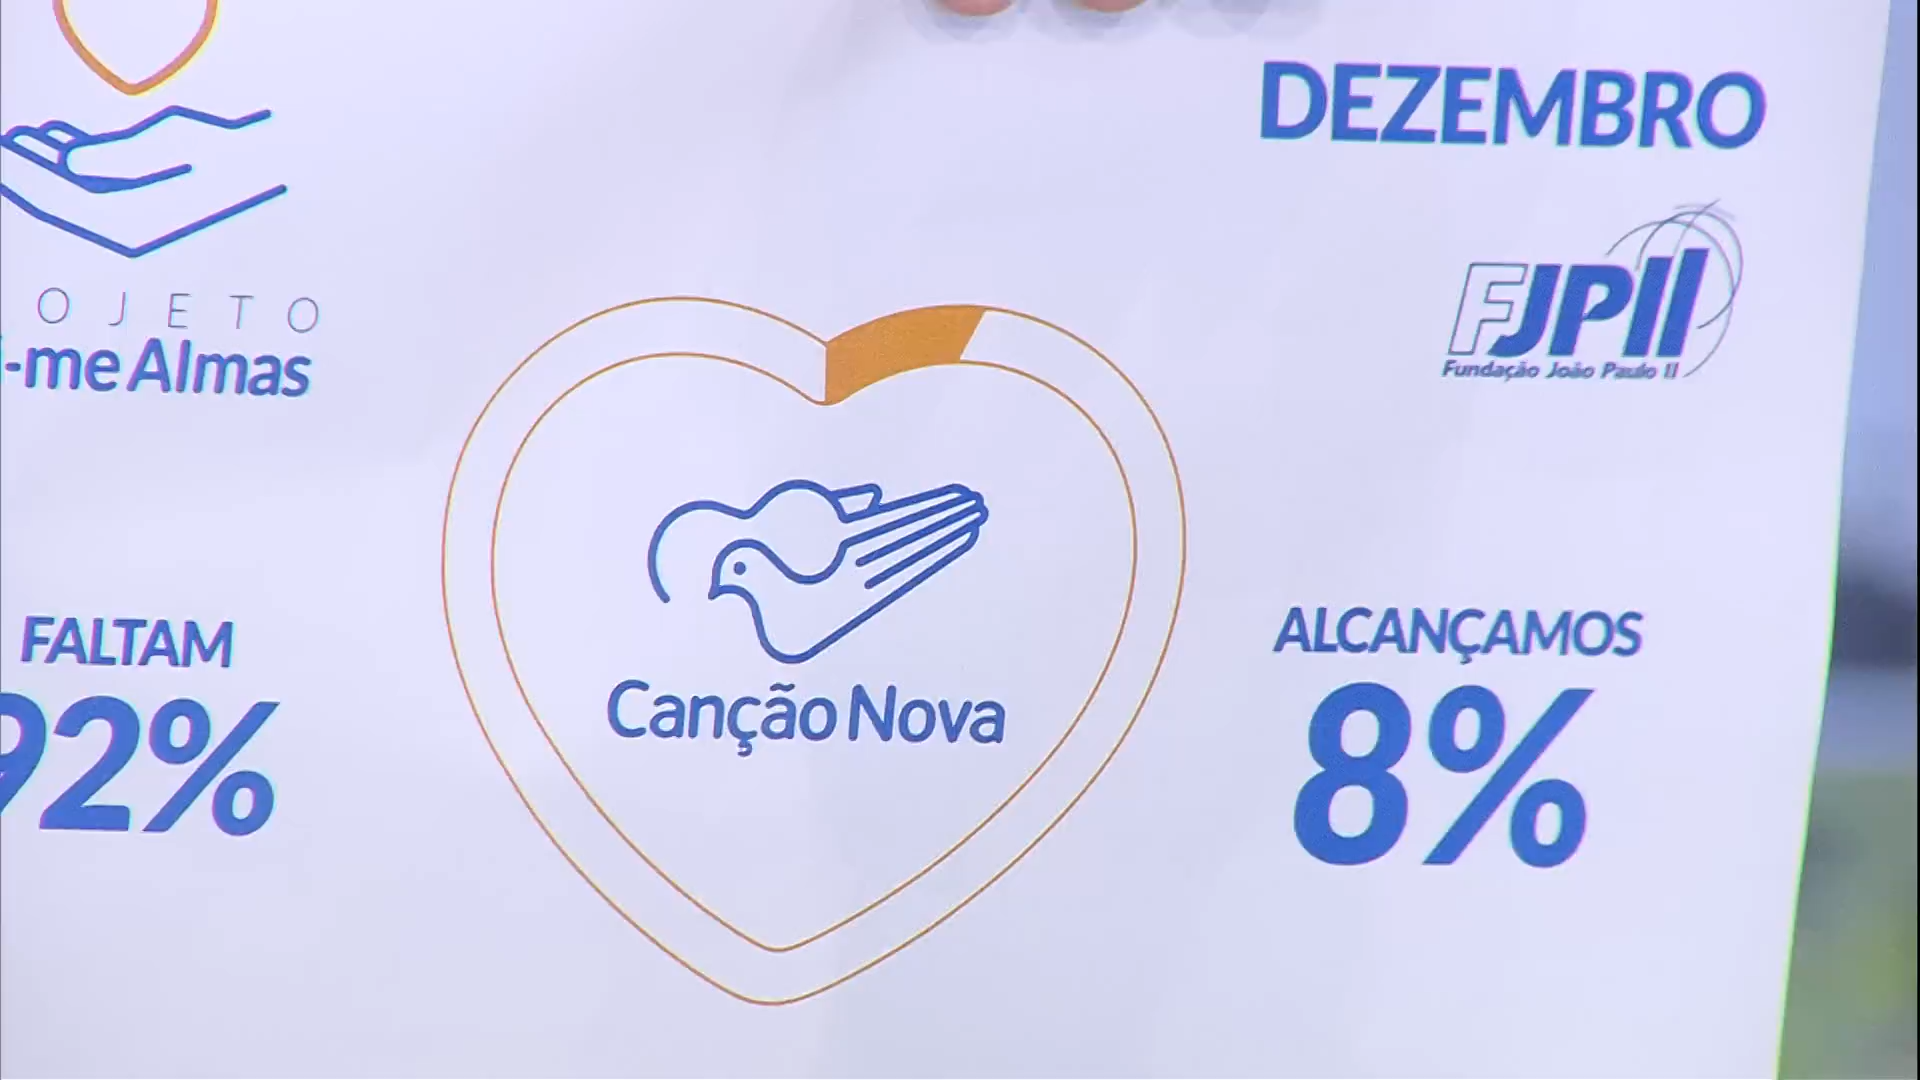 DEZEMBRO
OJETO
-me Almas
FJPII
Fundação João Paulo II
FALTAM
92%
Canção Nova
ALCANÇAMOS
8%